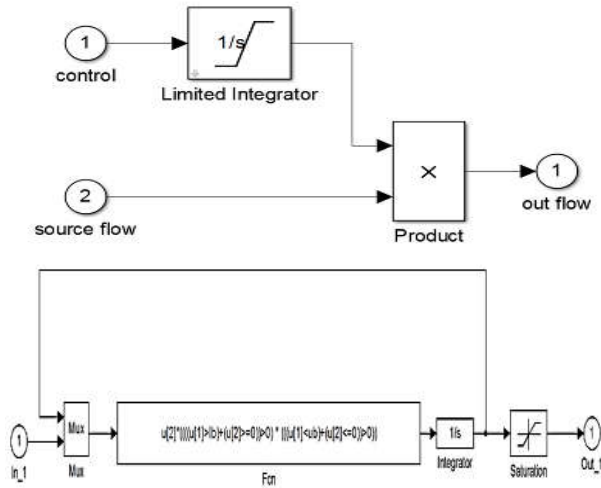 1
control
1/s
Limited Integrator
2
source flow
X
Product
1
out flow
1
In_1
Mux
Mux
u[2]*((((u[1]>lb)+(u[2]>=0))>0) * (((u[1]<ub)+(u[2]<=0))>0))
Fcn
1/s
Integrator
Saturation
1
Out_1